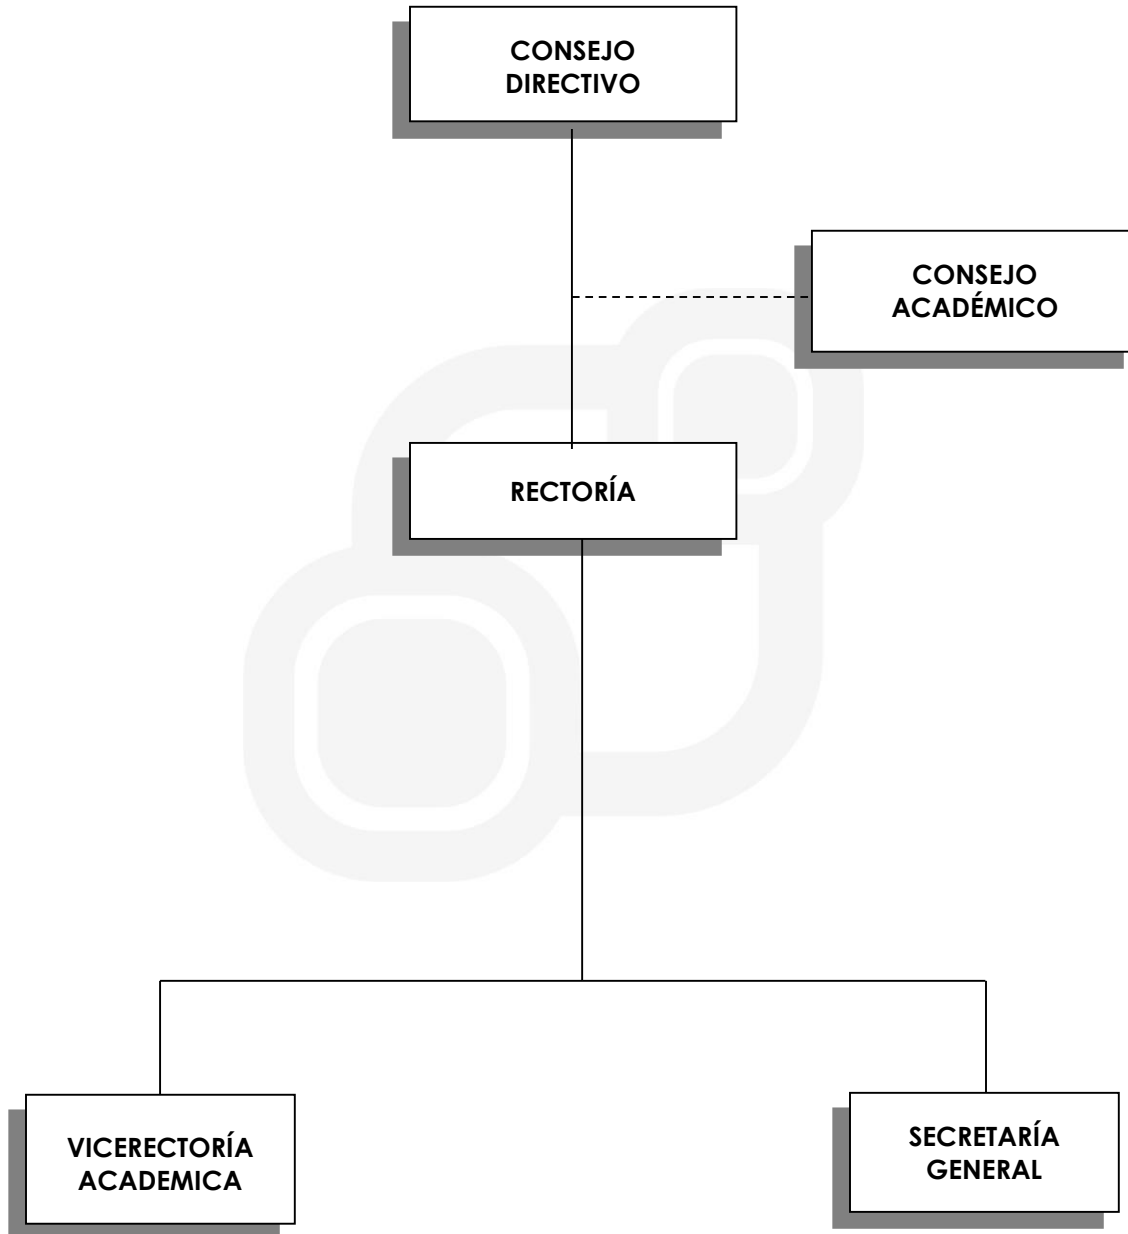 CONSEJO
DIRECTIVO
CONSEJO
ACADÉMICO
RECTORÍA
VICERECTORÍA
ACADEMICA
SECRETARÍA
GENERAL